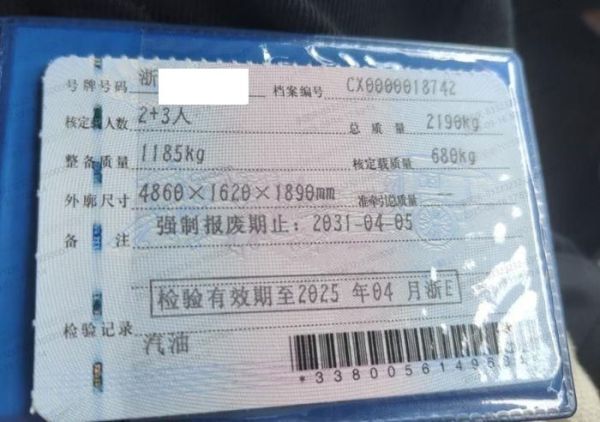 号牌号码 浙 档案编号 CX0000018742
核定载人数 2+3人 总质量 2190kg
整备质量 1185kg 核定载质量 680kg
外廓尺寸 4860×1620×1890mm 准牵引总质量 —
备注 强制报废期止：2031-04-05
检验有效期至2025 年04 月浙E
检验记录
汽油